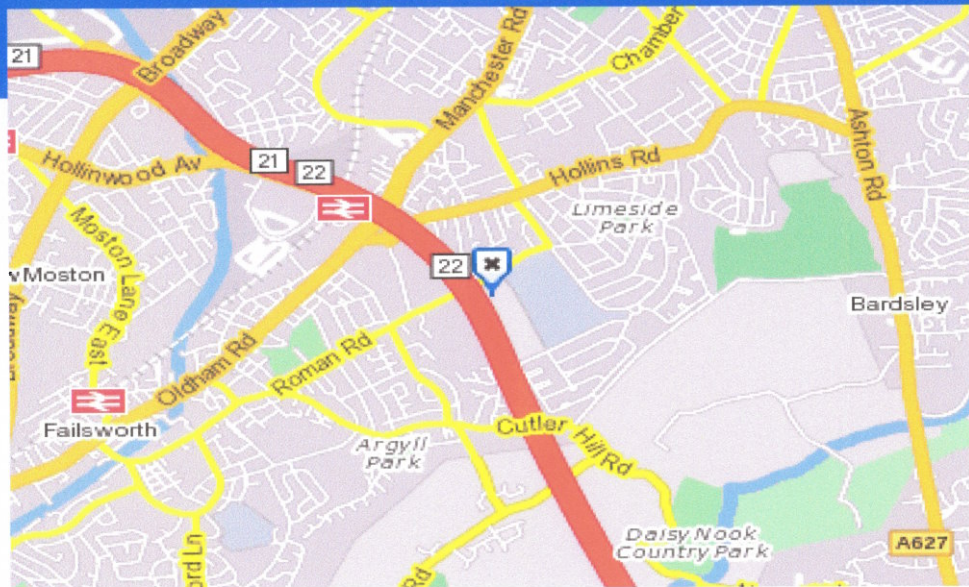 21
Broadway
Manchester Rd
Chamber
Hollinwood Av
21
22
Hollins Rd
Ashton Rd
Limeside
Park
Moston Lane East
Moston
22
Bardsley
Oldham Rd
Roman Rd
Failsworth
Argyll
Park
Cutler Hill Rd
Daisy Nook
Country Park
A627
Rd